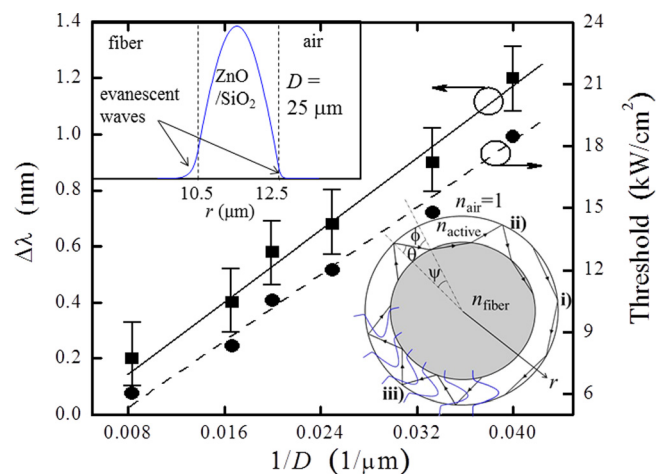 fiber
air
ZnO
/SiO₂
D =
25 μm
evanescent
waves
10.5 12.5
r (μm)
1.4
1.2
1.0
0.8
0.6
0.4
0.2
0.0
Δλ (nm)
24
21
18
15
12
9
6
Threshold (kW/cm²)
n_air=1
n_active
ii)
ϕ
θ
ψ
n_fiber
i)
iii)
r
0.008 0.016 0.024 0.032 0.040
1/D (1/μm)